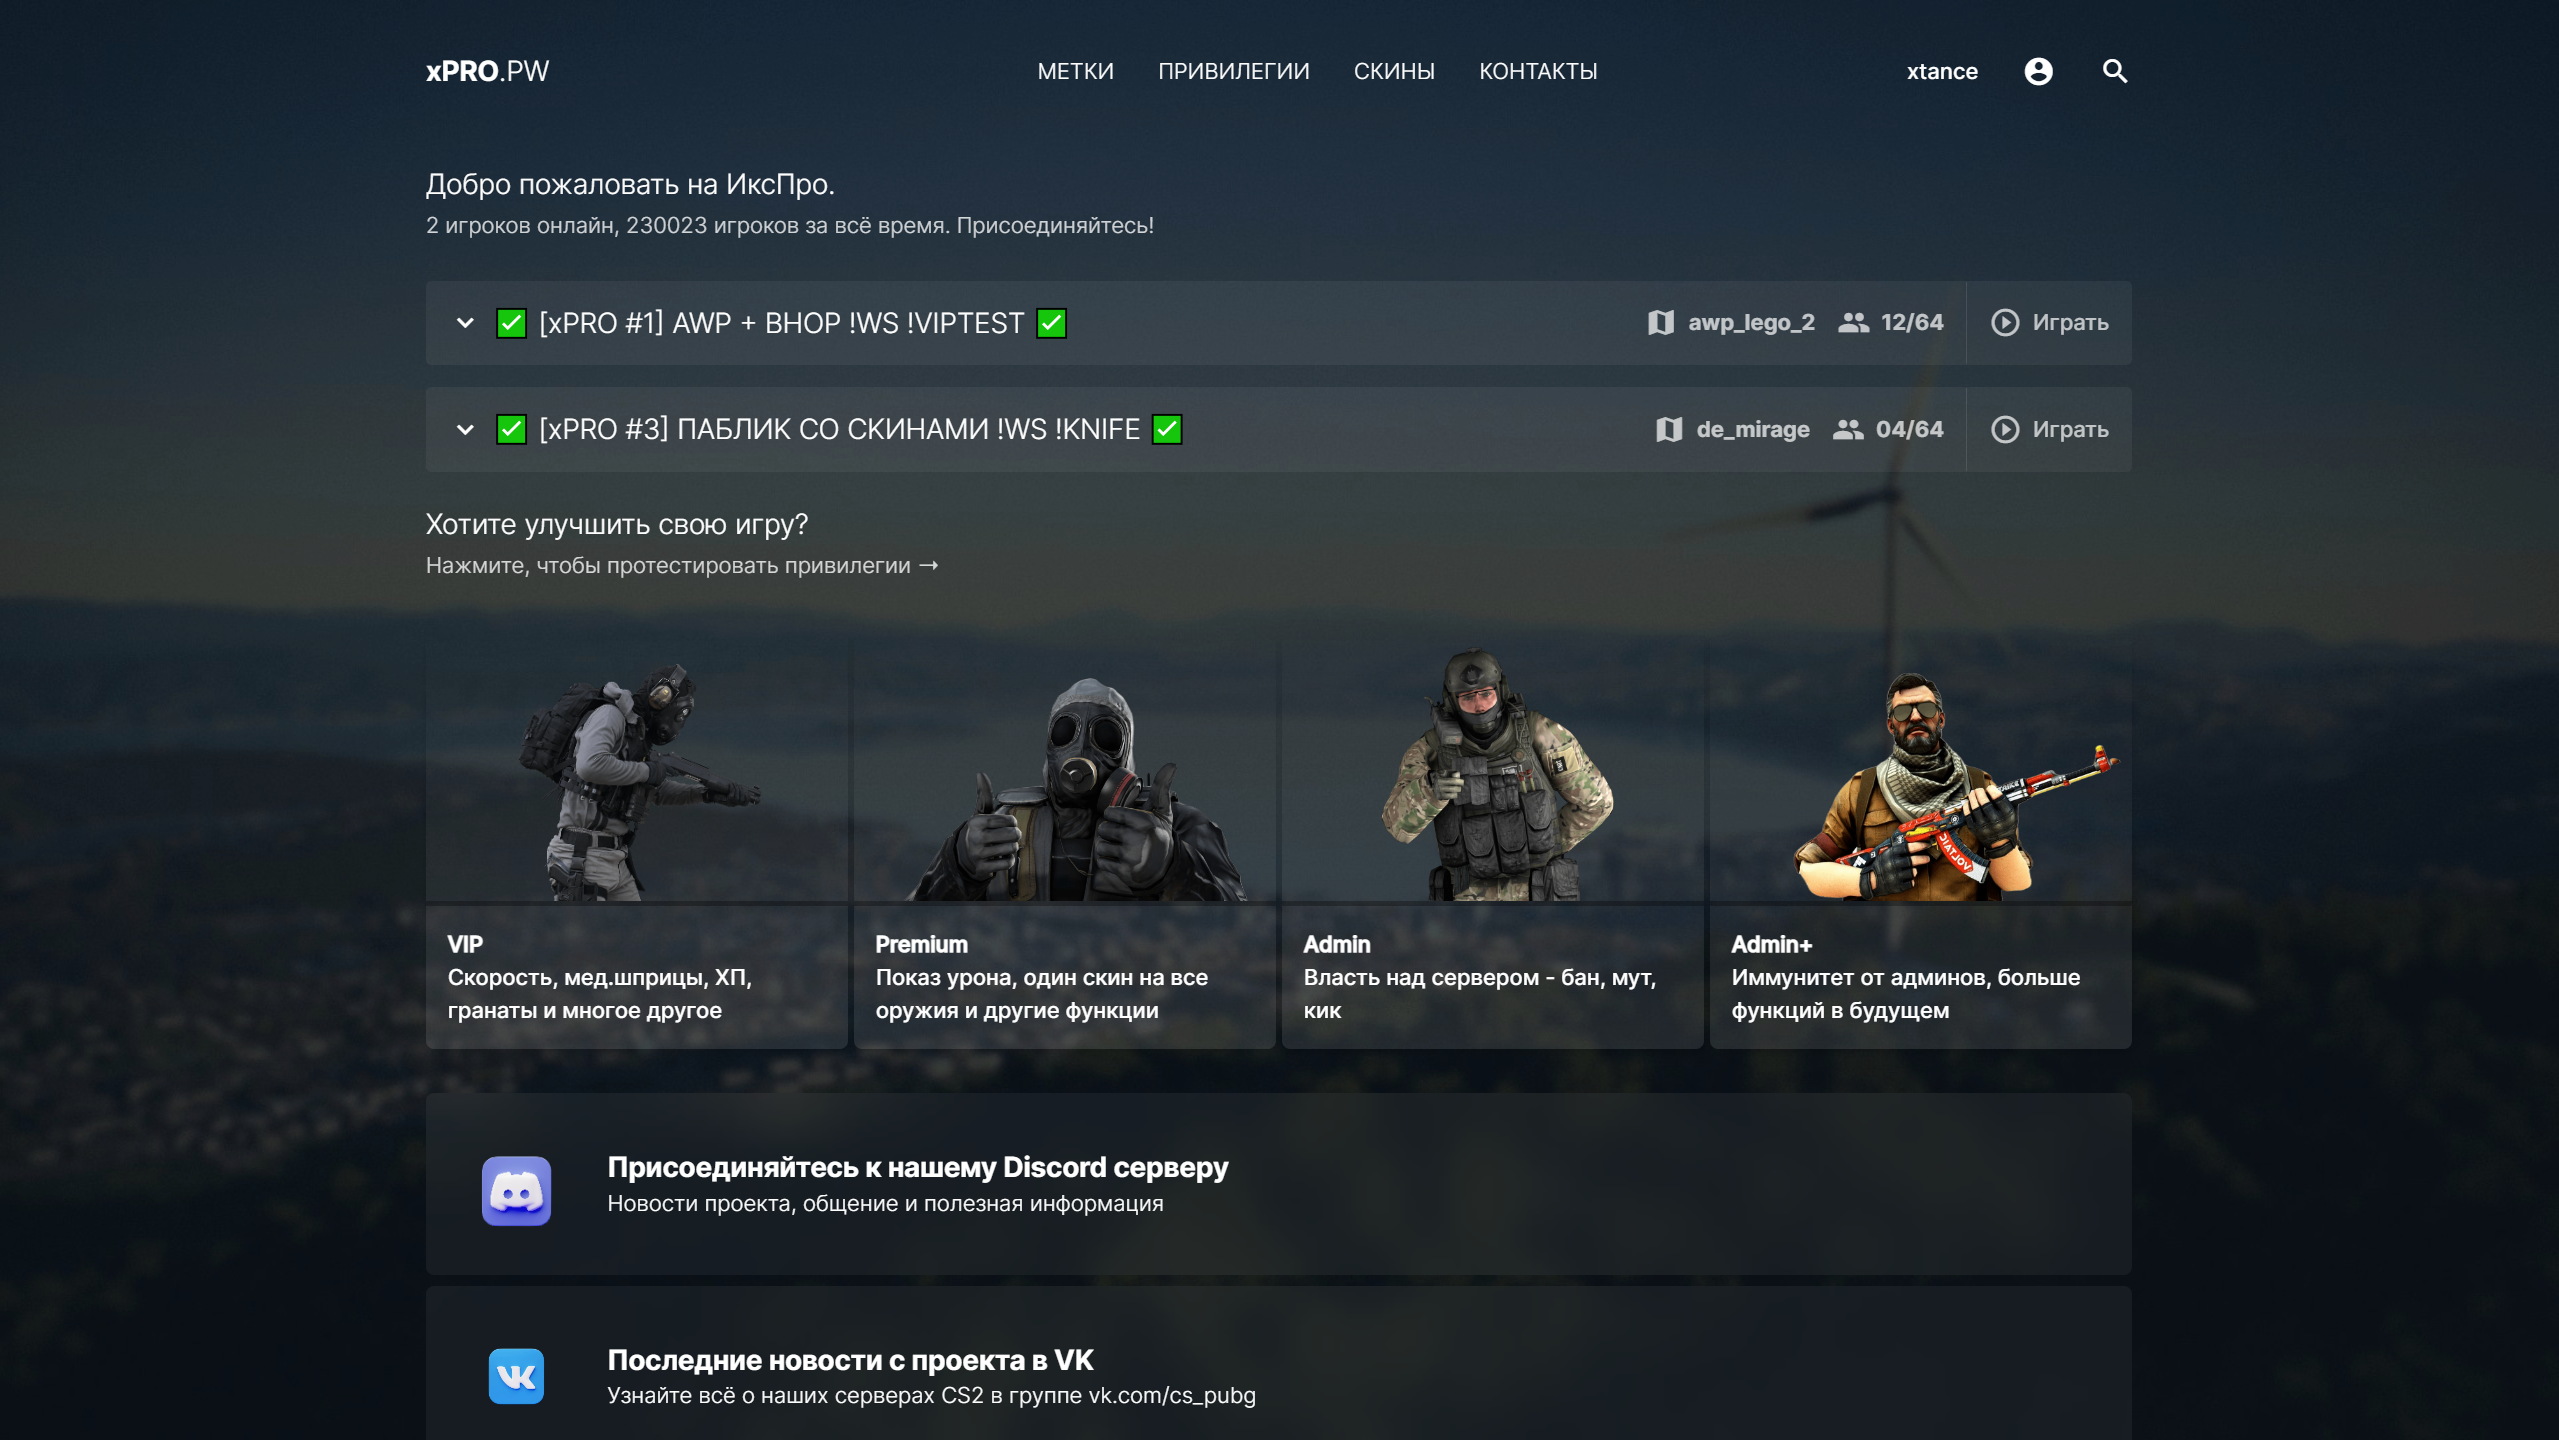 xPRO.PW
МЕТКИ ПРИВИЛЕГИИ СКИНЫ КОНТАКТЫ
xtance
Добро пожаловать на ИксПро.
2 игроков онлайн, 230023 игроков за всё время. Присоединяйтесь!
✅ [xPRO #1] AWP + BHOP !WS !VIPTEST ✅
awp_lego_2 12/64 Играть
✅ [xPRO #3] ПАБЛИК СО СКИНАМИ !WS !KNIFE ✅
de_mirage 04/64 Играть
Хотите улучшить свою игру?
Нажмите, чтобы протестировать привилегии →
VIP
Скорость, мед.шприцы, ХП,
гранаты и многое другое
Premium
Показ урона, один скин на все
оружия и другие функции
Admin
Власть над сервером - бан, мут,
кик
VOLTAIC
Admin+
Иммунитет от админов, больше
функций в будущем
Присоединяйтесь к нашему Discord серверу
Новости проекта, общение и полезная информация
Последние новости с проекта в VK
Узнайте всё о наших серверах CS2 в группе vk.com/cs_pubg